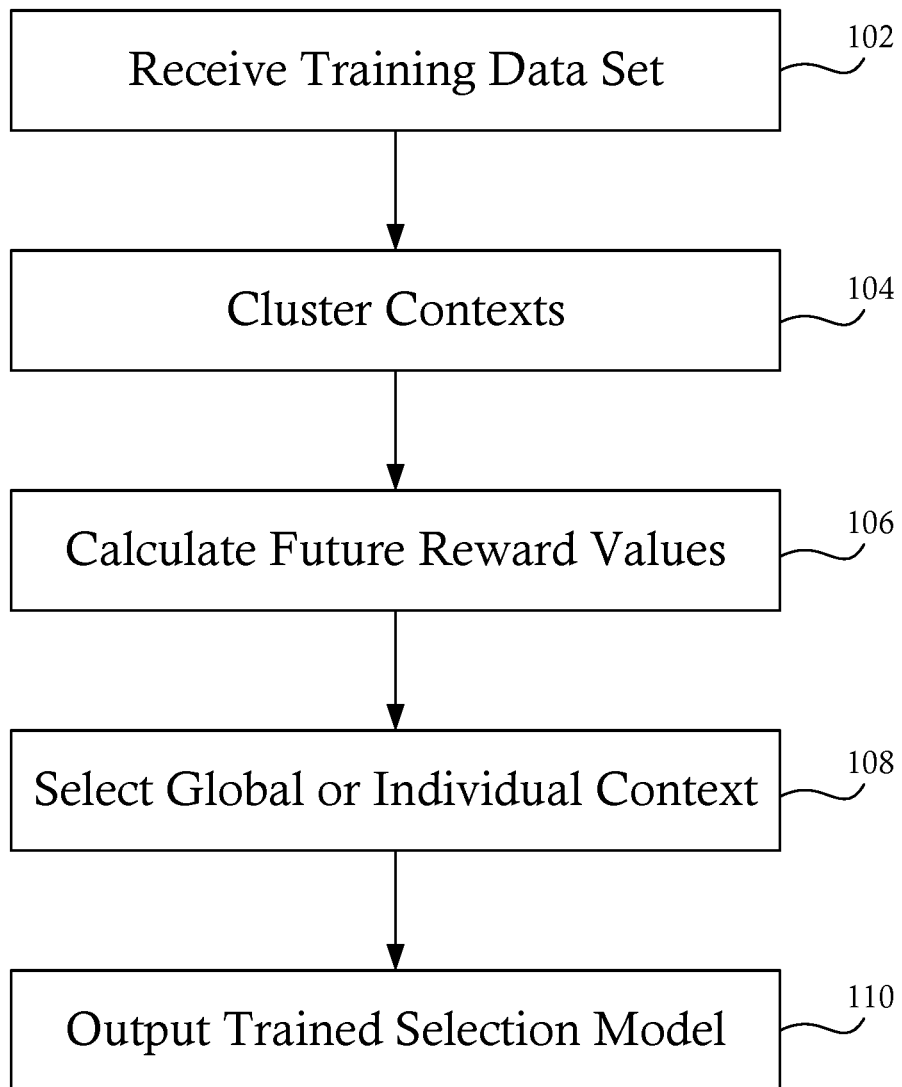 Receive Training Data Set
102
Cluster Contexts
104
Calculate Future Reward Values
106
Select Global or Individual Context
108
Output Trained Selection Model
110